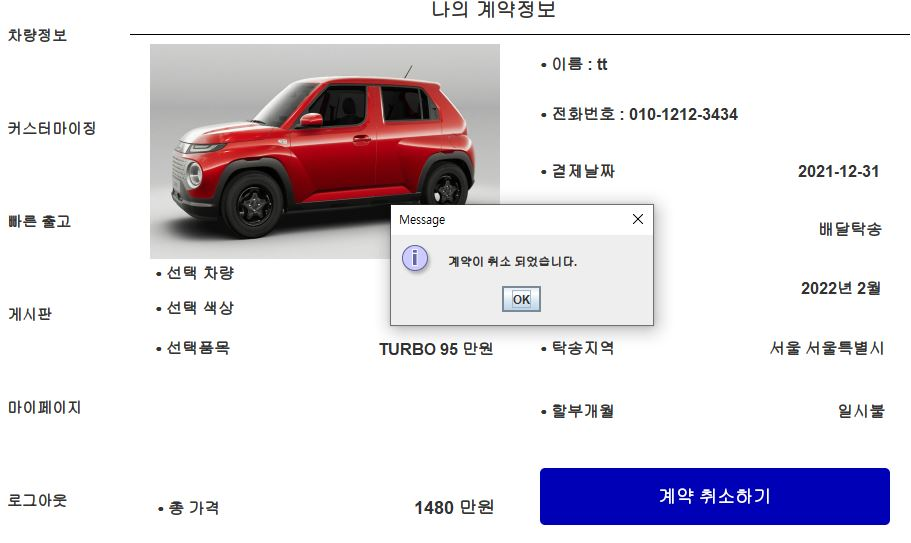 나의 계약정보
차량정보
커스터마이징
빠른 출고
게시판
마이페이지
로그아웃
• 선택 차량
• 선택 색상
• 선택품목 TURBO 95 만원
• 총 가격 1480 만원
• 이름 : tt
• 전화번호 : 010-1212-3434
• 결제날짜 2021-12-31
배달탁송
2022년 2월
• 탁송지역 서울 서울특별시
• 할부개월 일시불
계약 취소하기
Message
계약이 취소 되었습니다.
OK